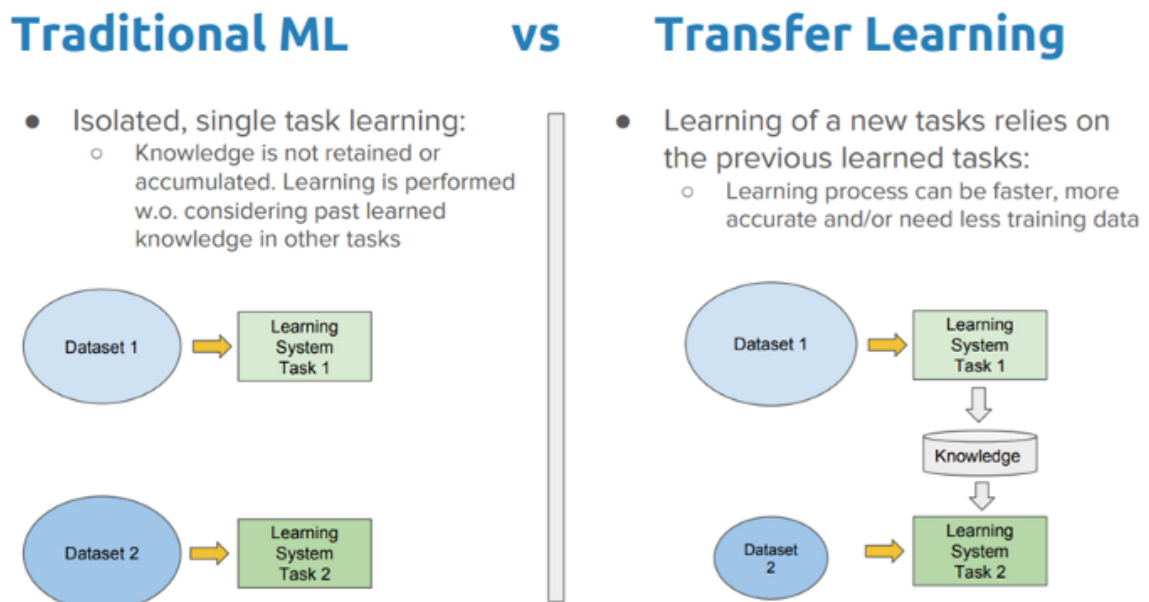 Traditional ML vs Transfer Learning
Isolated, single task learning:
Knowledge is not retained or
accumulated. Learning is performed
w.o. considering past learned
knowledge in other tasks
Dataset 1
Learning
System
Task 1
Dataset 2
Learning
System
Task 2
Learning of a new tasks relies on
the previous learned tasks:
Learning process can be faster, more
accurate and/or need less training data
Dataset 1
Learning
System
Task 1
Knowledge
Dataset
2
Learning
System
Task 2